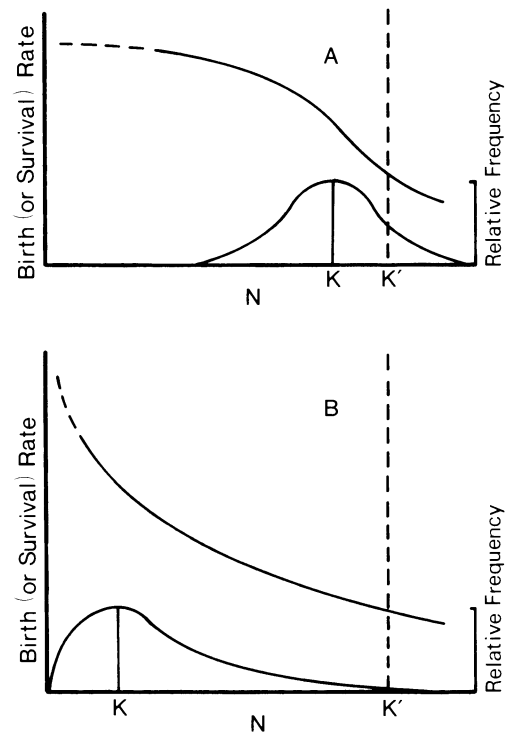 A
Birth (or Survival) Rate
Relative Frequency
K
K′
N
B
Birth (or Survival) Rate
Relative Frequency
K
K′
N